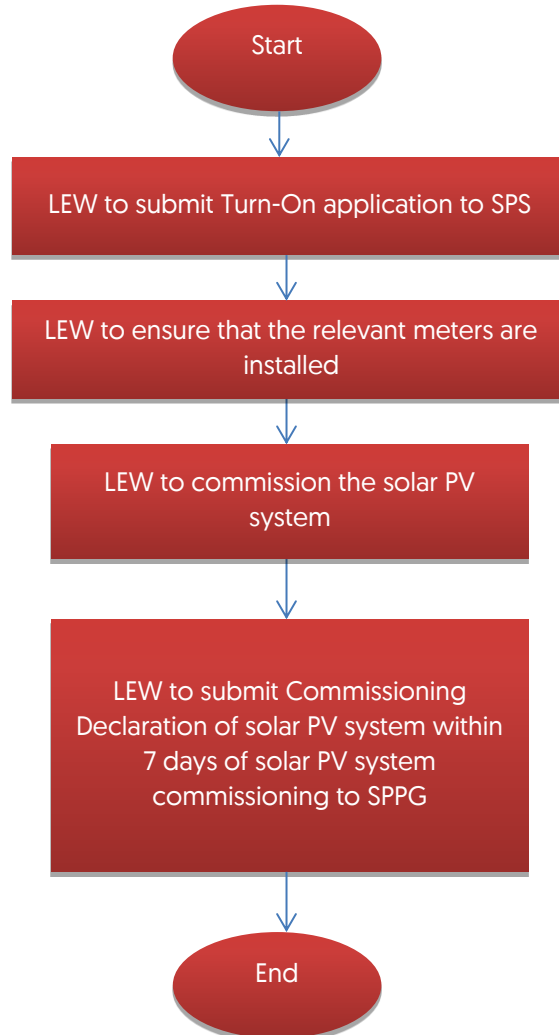 Start
LEW to submit Turn-On application to SPS
LEW to ensure that the relevant meters are
installed
LEW to commission the solar PV
system
LEW to submit Commissioning
Declaration of solar PV system within
7 days of solar PV system
commissioning to SPPG
End